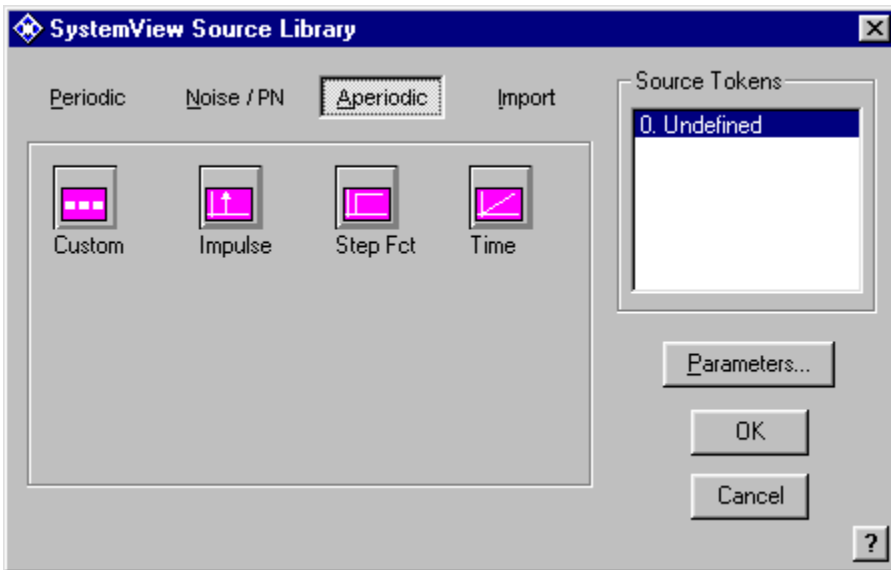 SystemView Source Library
Periodic Noise / PN Aperiodic Import
Source Tokens
0. Undefined
Custom Impulse Step Fct Time
Parameters...
OK
Cancel
?